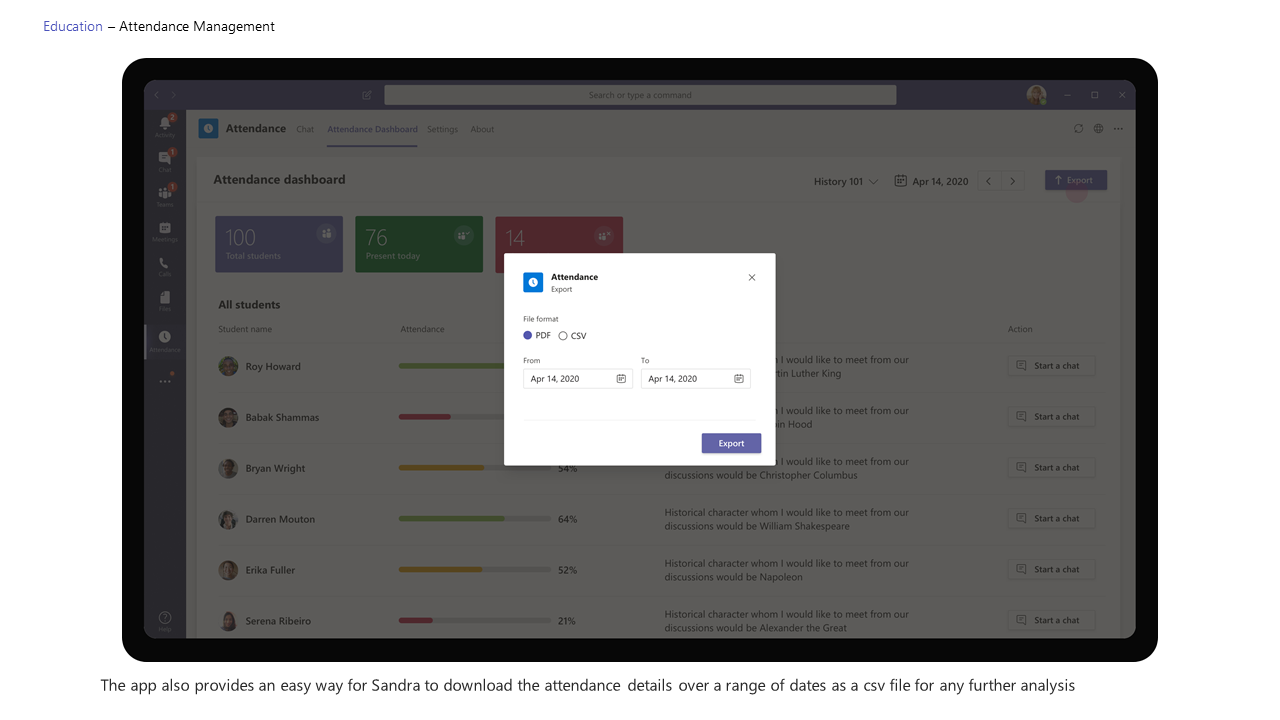 Education – Attendance Management
Search or type a command
Activity
2
Chat
1
Teams
1
Meetings
Calls
Files
Attendance
Help
Attendance
Chat
Attendance Dashboard
Settings
About
Attendance dashboard
History 101
Apr 14, 2020
Export
100
Total students
76
Present today
14
Attendance
Export
File format
PDF
CSV
From
To
Apr 14, 2020
Apr 14, 2020
Export
All students
Student name
Attendance
Action
Roy Howard
I would like to meet from our
Luther King
Start a chat
Babak Shammas
I would like to meet from our
Hood
Start a chat
Bryan Wright
54%
I would like to meet from our
discussions would be Christopher Columbus
Start a chat
Darren Mouton
64%
Historical character whom I would like to meet from our
discussions would be William Shakespeare
Start a chat
Erika Fuller
52%
Historical character whom I would like to meet from our
discussions would be Napoleon
Start a chat
Serena Ribeiro
21%
Historical character whom I would like to meet from our
discussions would be Alexander the Great
Start a chat
The app also provides an easy way for Sandra to download the attendance details over a range of dates as a csv file for any further analysis